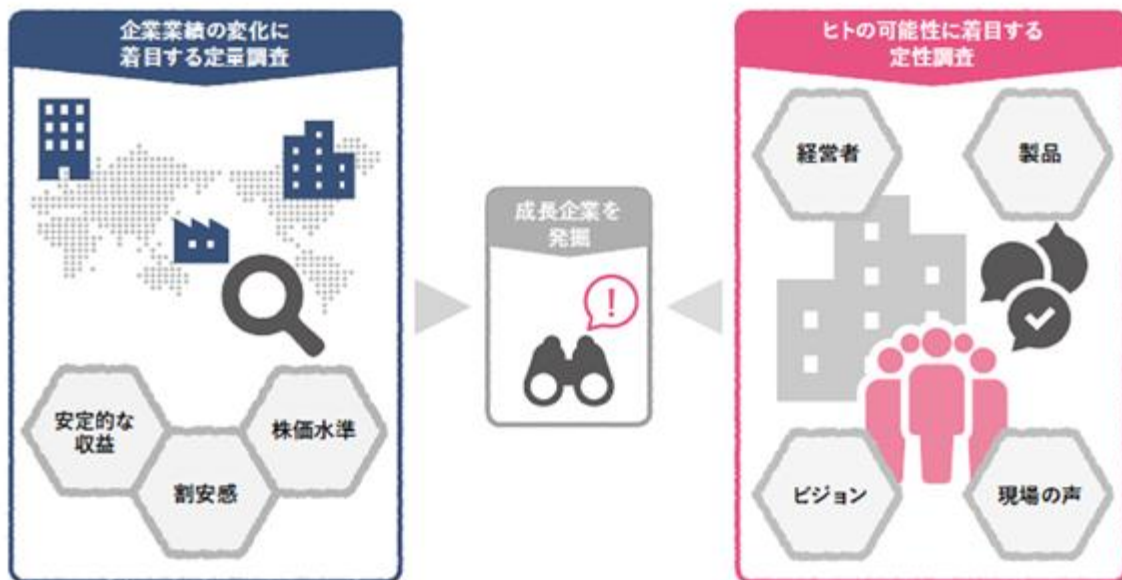 企業業績の変化に
着目する定量調査
安定的な
収益
割安感
株価水準
成長企業を
発掘
!
ヒトの可能性に着目する
定性調査
経営者
製品
ビジョン
現場の声